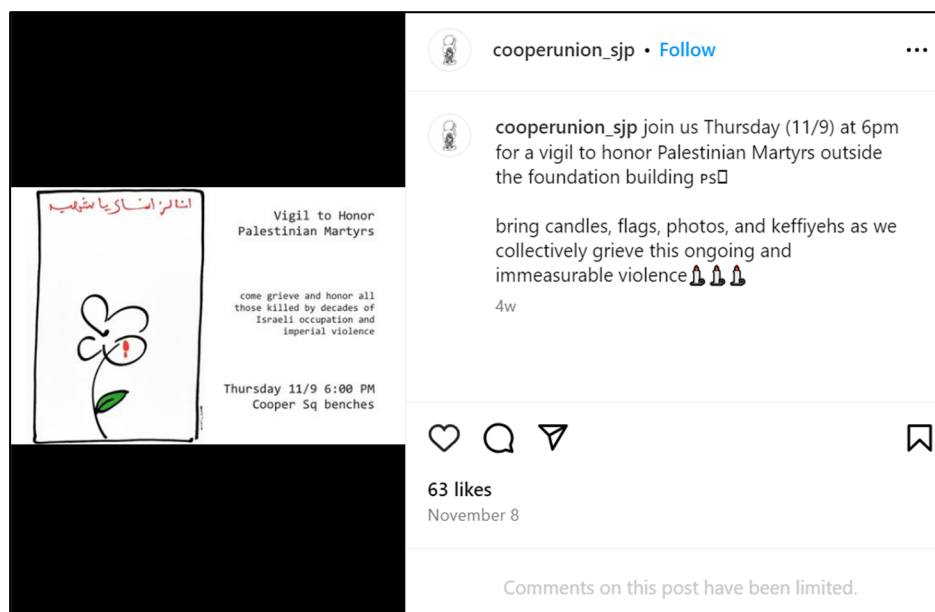 cooperunion_sjp • Follow
cooperunion_sjp join us Thursday (11/9) at 6pm
for a vigil to honor Palestinian Martyrs outside
the foundation building PS
bring candles, flags, photos, and keffiyehs as we
collectively grieve this ongoing and
immeasurable violence🕯🕯🕯
4w
يا شهيد
Vigil to Honor
Palestinian Martyrs
come grieve and honor all
those killed by decades of
Israeli occupation and
imperial violence
Thursday 11/9 6:00 PM
Cooper Sq benches
63 likes
November 8
Comments on this post have been limited.